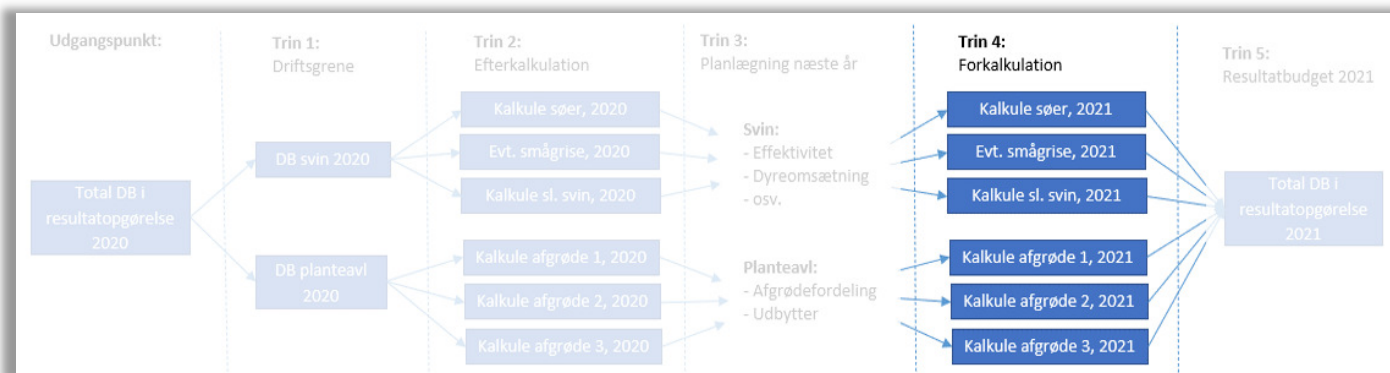 Udgangspunkt:
Trin 1:
Driftsgrene
Trin 2:
Efterkalkulation
Trin 3:
Planlægning næste år
Trin 4:
Forkalkulation
Trin 5:
Resultatbudget 2021
Total DB i
resultatopgørelse
2020
DB svin 2020
DB planteavl
2020
Kalkule søer, 2020
Evt. smågrise, 2020
Kalkule sl. svin, 2020
Kalkule afgrøde 1, 2020
Kalkule afgrøde 2, 2020
Kalkule afgrøde 3, 2020
Svin:
- Effektivitet
- Dyreomsætning
- osv.
Planteavl:
- Afgrødefordeling
- Udbytter
Kalkule søer, 2021
Evt. smågrise, 2021
Kalkule sl. svin, 2021
Kalkule afgrøde 1, 2021
Kalkule afgrøde 2, 2021
Kalkule afgrøde 3, 2021
Total DB i
resultatopgørelse
2021